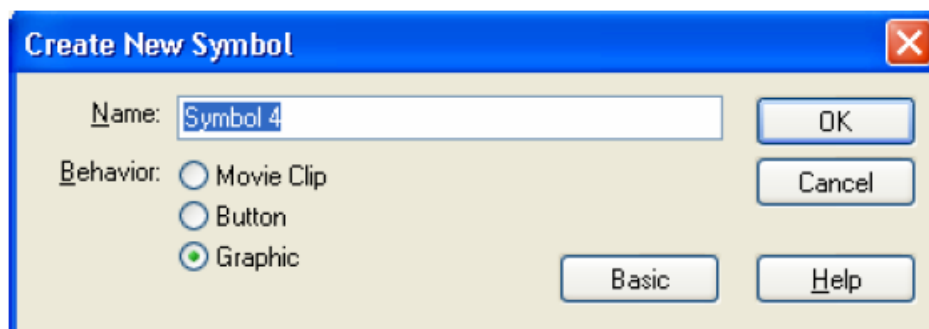 Create New Symbol
Name: Symbol 4
OK
Behavior: Movie Clip
Cancel
Button
Graphic
Basic
Help